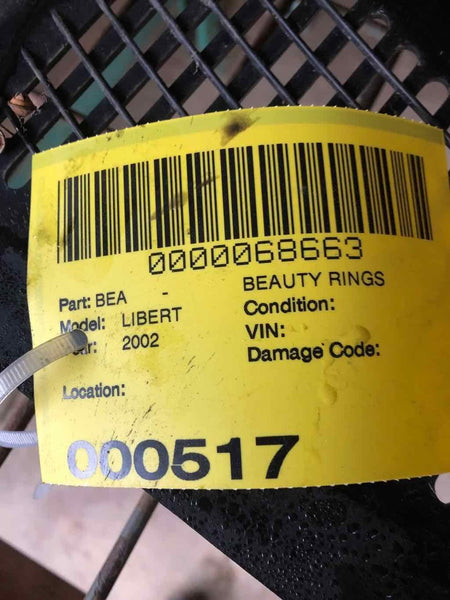 0000068663
Part: BEA - BEAUTY RINGS
Model: LIBERT Condition:
2002 VIN:
Damage Code:
Location:
000517